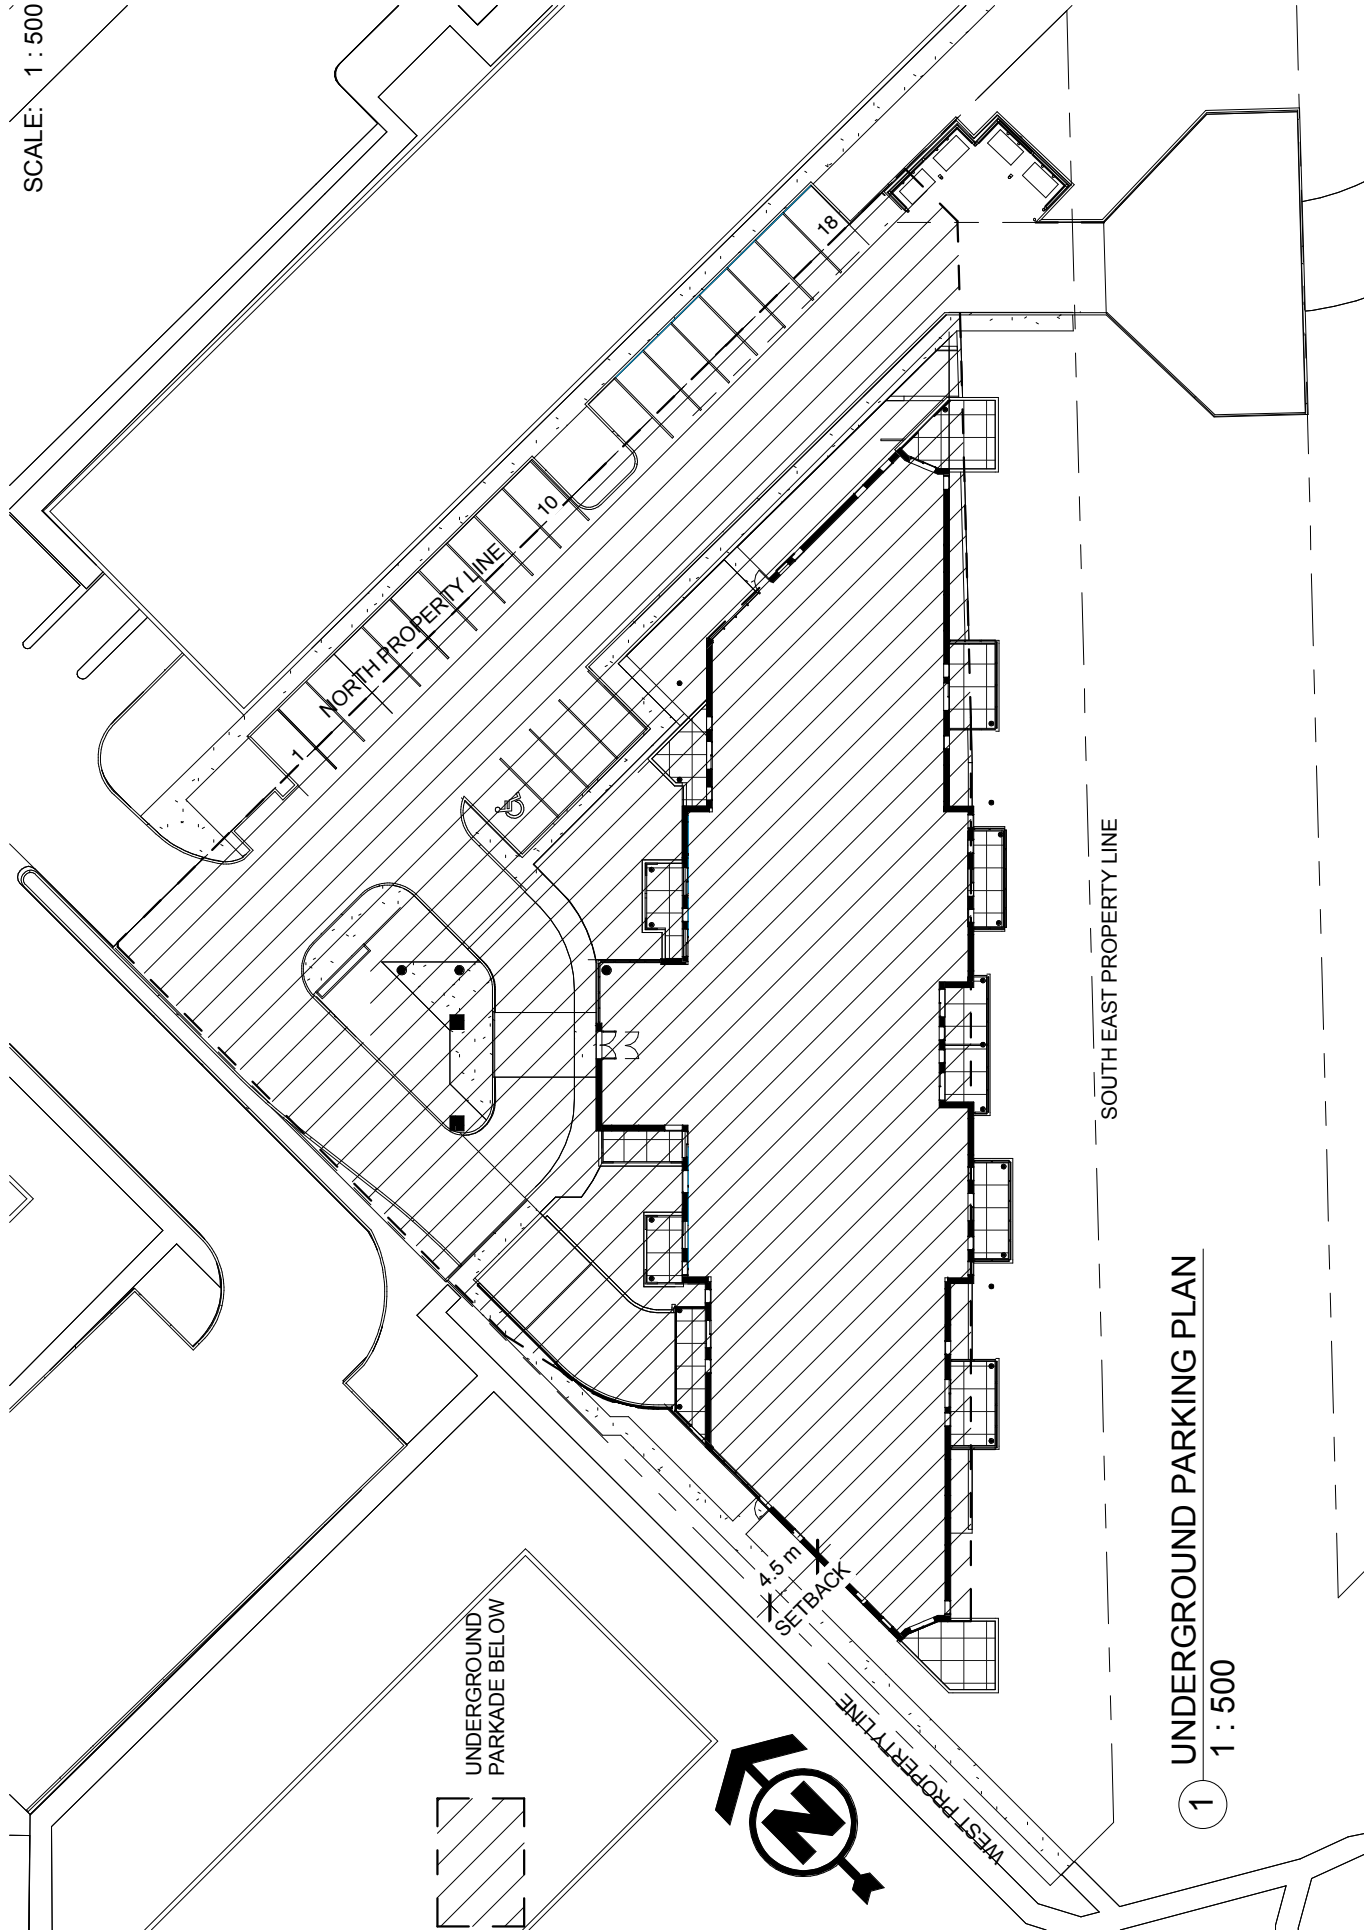 SCALE: 1 : 500
NORTH PROPERTY LINE
1
10
18
SOUTH EAST PROPERTY LINE
4.5 m
SETBACK
WEST PROPERTY LINE
UNDERGROUND
PARKADE BELOW
N
1
UNDERGROUND PARKING PLAN
1 : 500